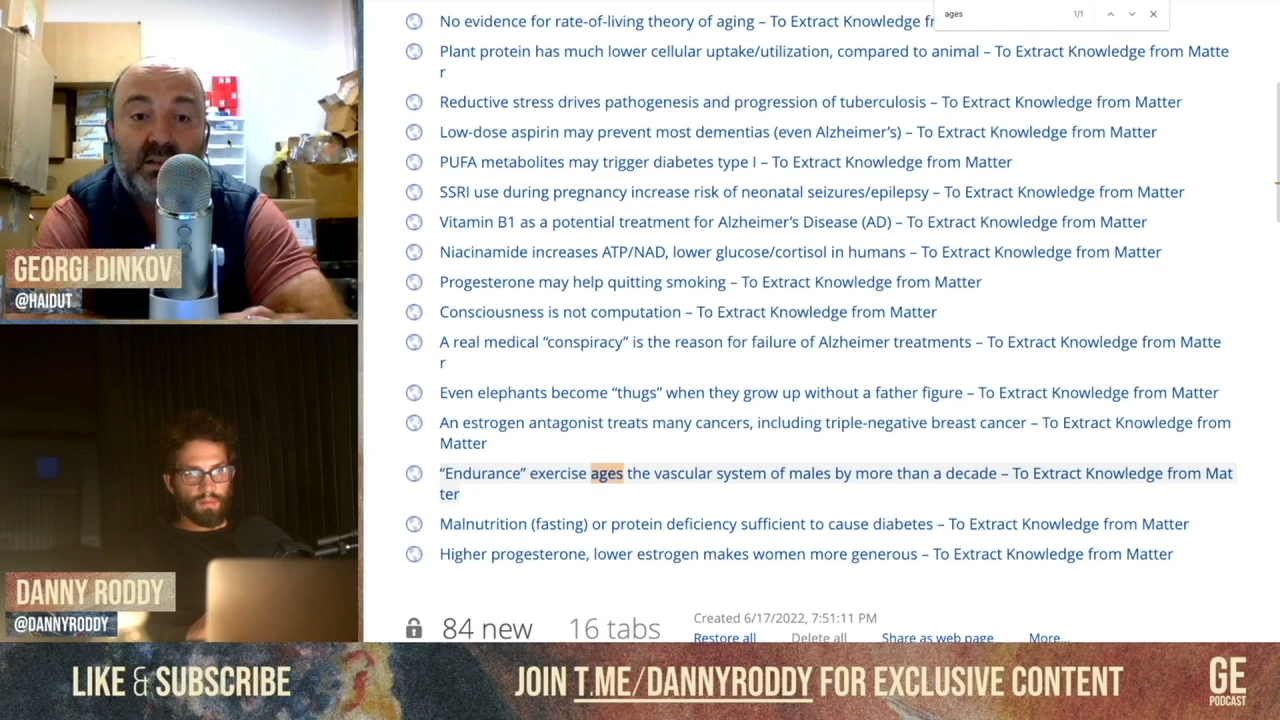 ages
1/1
No evidence for rate-of-living theory of aging – To Extract Knowledge fr
Plant protein has much lower cellular uptake/utilization, compared to animal – To Extract Knowledge from Matte
r
Reductive stress drives pathogenesis and progression of tuberculosis – To Extract Knowledge from Matter
Low-dose aspirin may prevent most dementias (even Alzheimer's) – To Extract Knowledge from Matter
PUFA metabolites may trigger diabetes type I – To Extract Knowledge from Matter
SSRI use during pregnancy increase risk of neonatal seizures/epilepsy – To Extract Knowledge from Matter
Vitamin B1 as a potential treatment for Alzheimer's Disease (AD) – To Extract Knowledge from Matter
Niacinamide increases ATP/NAD, lower glucose/cortisol in humans – To Extract Knowledge from Matter
Progesterone may help quitting smoking – To Extract Knowledge from Matter
Consciousness is not computation – To Extract Knowledge from Matter
A real medical “conspiracy” is the reason for failure of Alzheimer treatments – To Extract Knowledge from Matte
r
Even elephants become “thugs” when they grow up without a father figure – To Extract Knowledge from Matter
An estrogen antagonist treats many cancers, including triple-negative breast cancer – To Extract Knowledge from
Matter
“Endurance” exercise ages the vascular system of males by more than a decade – To Extract Knowledge from Mat
ter
Malnutrition (fasting) or protein deficiency sufficient to cause diabetes – To Extract Knowledge from Matter
Higher progesterone, lower estrogen makes women more generous – To Extract Knowledge from Matter
84 new
16 tabs
Created 6/17/2022, 7:51:11 PM
Restore all Delete all Share as web page More...
GEORGI DINKOV
@HAIDUT
DANNY RODDY
@DANNYRODDY
LIKE & SUBSCRIBE
JOIN T.ME/DANNYRODDY FOR EXCLUSIVE CONTENT
GE
PODCAST